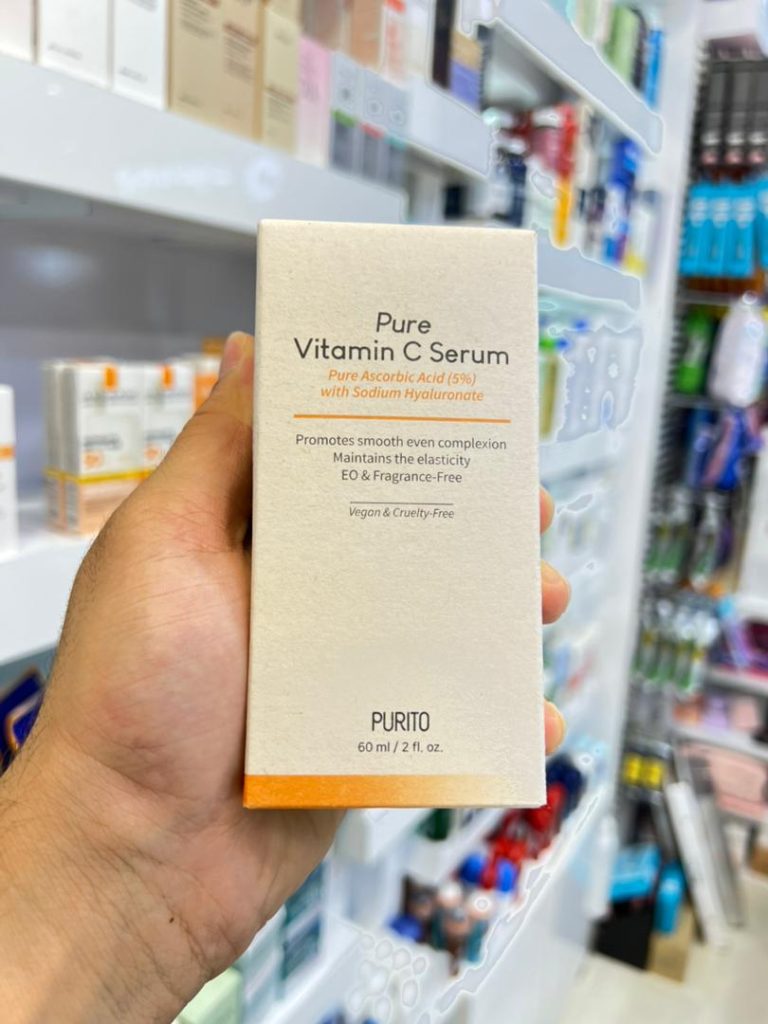 Pure
Vitamin C Serum
Pure Ascorbic Acid (5%)
with Sodium Hyaluronate
Promotes smooth even complexion
Maintains the elasticity
EO & Fragrance-Free
Vegan & Cruelty-Free
PURITO
60 ml / 2 fl. oz.